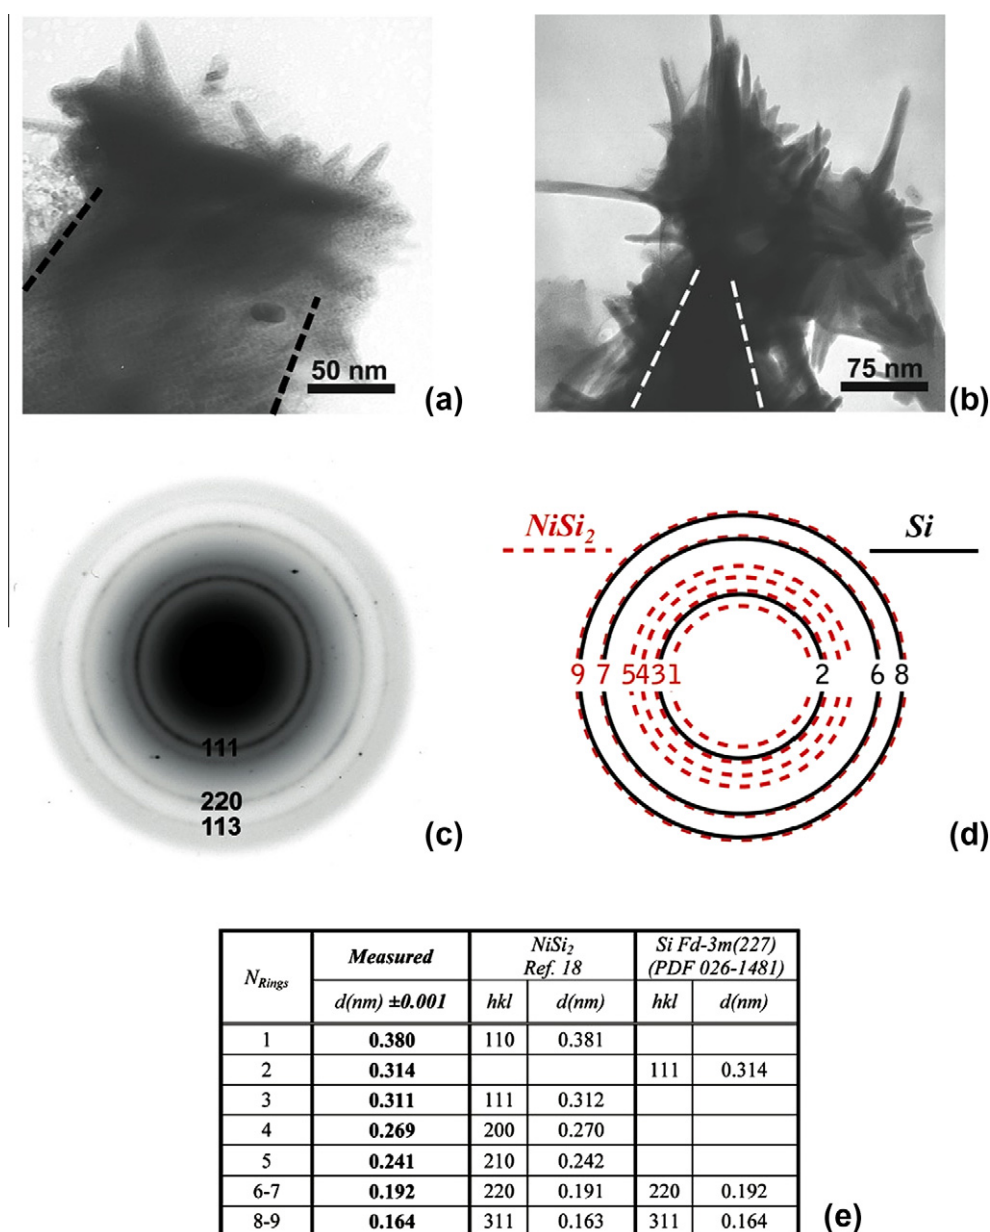 50 nm
(a)
75 nm
(b)
111
220
113
(c)
NiSi2
Si
9 7 5431 2 6 8
(d)
NRings Measured NiSi2 Ref. 18 Si Fd-3m(227) (PDF 026-1481)
d(nm) ±0.001 hkl d(nm) hkl d(nm)
1 0.380 110 0.381
2 0.314 111 0.314
3 0.311 111 0.312
4 0.269 200 0.270
5 0.241 210 0.242
6-7 0.192 220 0.191 220 0.192
8-9 0.164 311 0.163 311 0.164
(e)